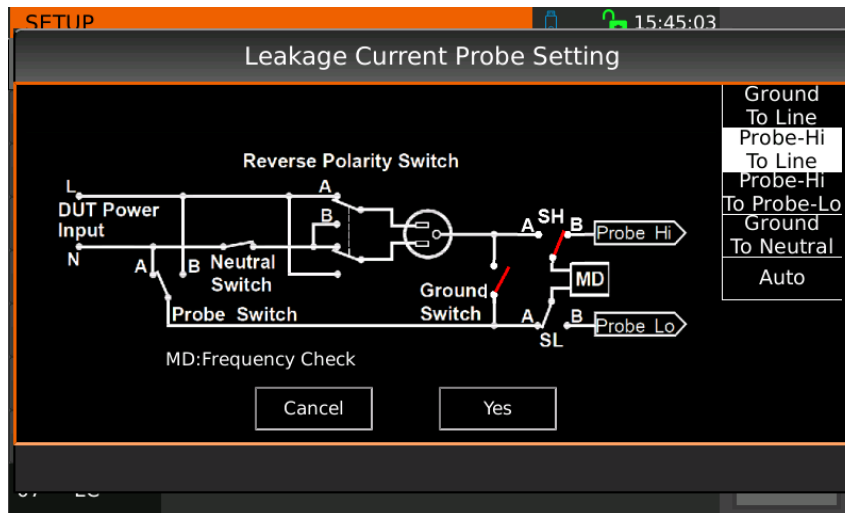 SETUP
15:45:03
Leakage Current Probe Setting
Ground
To Line
Probe-Hi
To Line
Probe-Hi
To Probe-Lo
Ground
To Neutral
Auto
Reverse Polarity Switch
L
A
DUT Power
Input
B
A
SH
B
Probe Hi
N
A
B
Neutral
Switch
Ground
Switch
MD
Probe Switch
A
B
Probe Lo
SL
MD:Frequency Check
Cancel
Yes